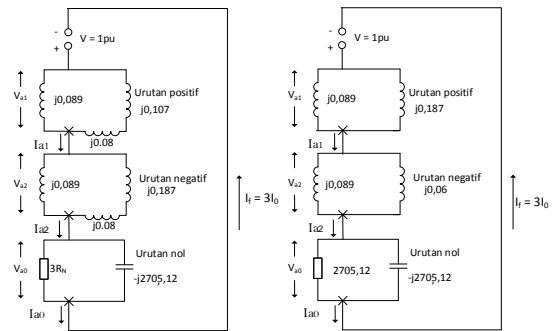 -
+
V = 1pu
Va1
j0,089
Urutan positif
j0,107
j0.08
Ia1
Va2
j0,089
Urutan negatif
j0,187
j0.08
Ia2
Va0
3RN
Urutan nol
-j2705,12
Ia0
If = 3I0
-
+
V = 1pu
Va1
j0,089
Urutan positif
j0,187
Ia1
Va2
j0,089
Urutan negatif
j0,06
Ia2
Va0
2705,12
Urutan nol
-j2705,12
Ia0
If = 3I0